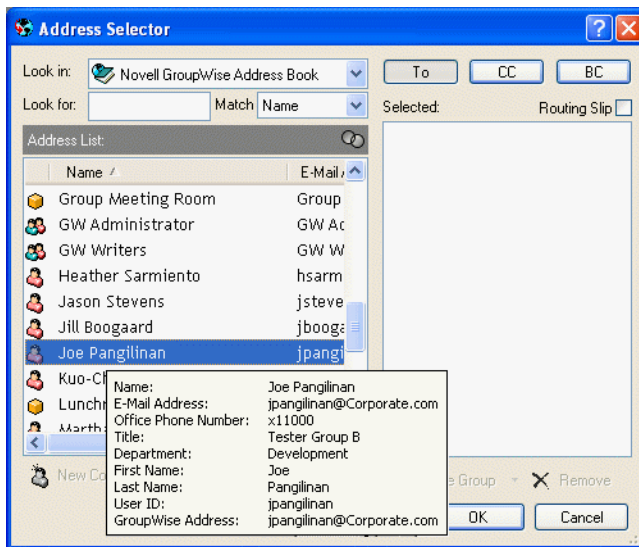 Address Selector
Look in: Novell GroupWise Address Book
To CC BC
Look for: Match Name
Selected: Routing Slip
Address List:
Name E-Mail
Group Meeting Room Group
GW Administrator
GW Writers GW W
Heather Sarmiento hsarm
Jason Stevens jsteve
Jill Boogaard jbooga
Joe Pangilinan jpangi
Name: Joe Pangilinan
E-Mail Address: jpangilinan@Corporate.com
Office Phone Number: x11000
Title: Tester Group B
Department: Development
First Name: Joe
Last Name: Pangilinan
User ID: jpangilinan
GroupWise Address: jpangilinan@Corporate.com
New Group Remove
OK Cancel